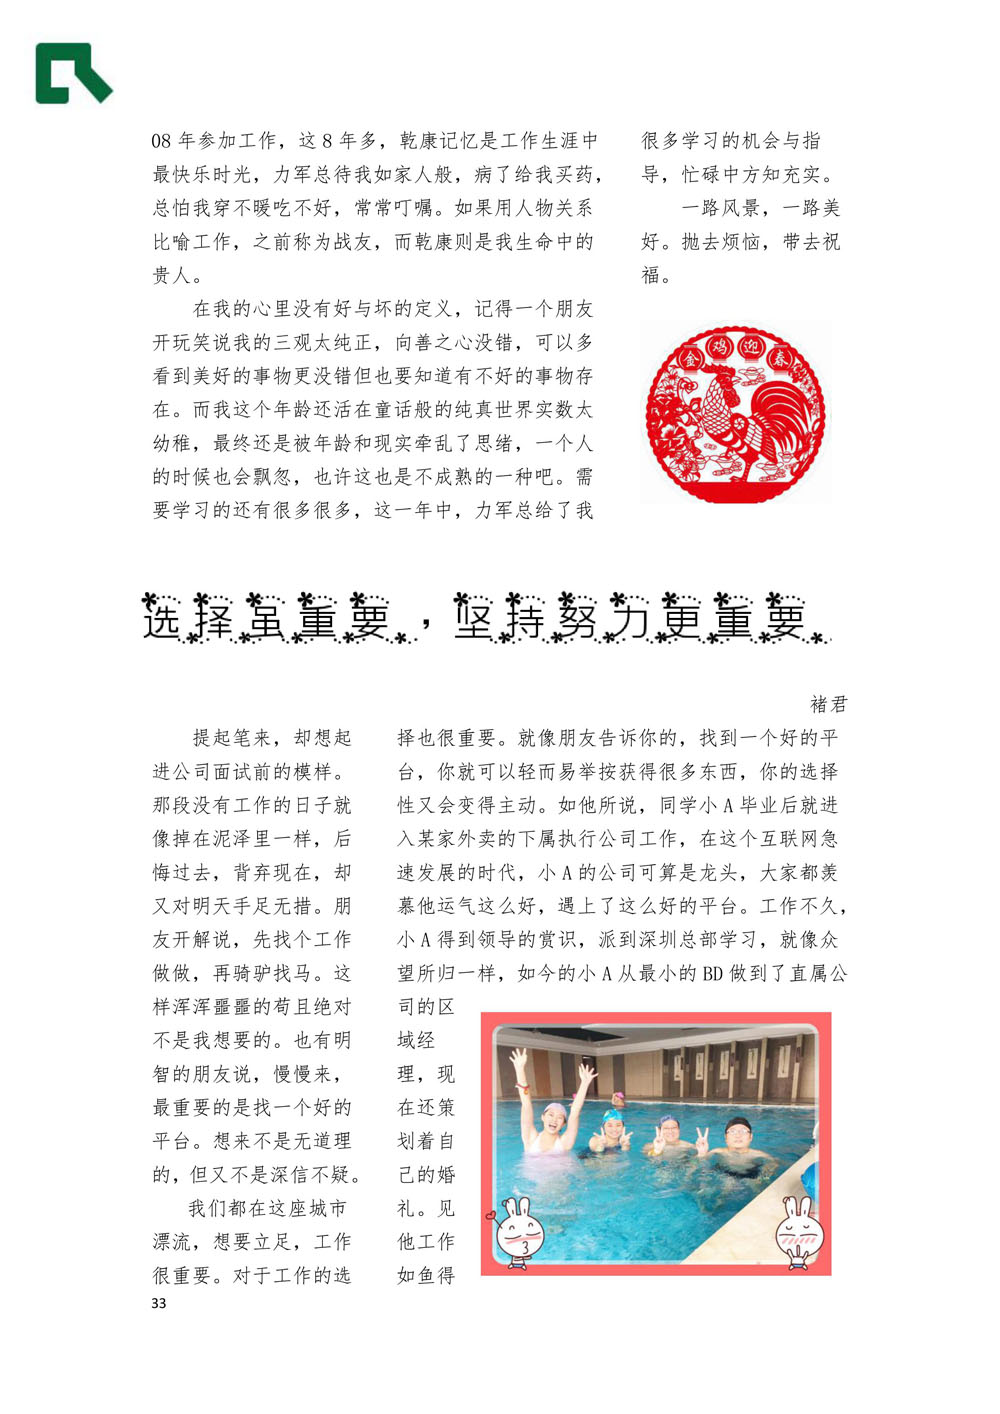 08 年参加工作，这 8 年多，乾康记忆是工作生涯中
最快乐时光，力军总待我如家人般，病了给我买药，
总怕我穿不暖吃不好，常常叮嘱。如果用人物关系
比喻工作，之前称为战友，而乾康则是我生命中的
贵人。
在我的心里没有好与坏的定义，记得一个朋友
开玩笑说我的三观太纯正，向善之心没错，可以多
看到美好的事物更没错但也要知道有不好的事物存
在。而我这个年龄还活在童话般的纯真世界实数太
幼稚，最终还是被年龄和现实牵乱了思绪，一个人
的时候也会飘忽，也许这也是不成熟的一种吧。需
要学习的还有很多很多，这一年中，力军总给了我
很多学习的机会与指
导，忙碌中方知充实。
一路风景，一路美
好。抛去烦恼，带去祝
福。
金鸡迎春
选择虽重要，坚持努力更重要
褚君
提起笔来，却想起
进公司面试前的模样。
那段没有工作的日子就
像掉在泥泽里一样，后
悔过去，背弃现在，却
又对明天手足无措。朋
友开解说，先找个工作
做做，再骑驴找马。这
样浑浑噩噩的苟且绝对
不是我想要的。也有明
智的朋友说，慢慢来，
最重要的是找一个好的
平台。想来不是无道理
的，但又不是深信不疑。
我们都在这座城市
漂流，想要立足，工作
很重要。对于工作的选
择也很重要。就像朋友告诉你的，找到一个好的平
台，你就可以轻而易举按获得很多东西，你的选择
性又会变得主动。如他所说，同学小 A 毕业后就进
入某家外卖的下属执行公司工作，在这个互联网急
速发展的时代，小 A 的公司可算是龙头，大家都羡
慕他运气这么好，遇上了这么好的平台。工作不久，
小 A 得到领导的赏识，派到深圳总部学习，就像众
望所归一样，如今的小 A 从最小的 BD 做到了直属公
司的区
域经
理，现
在还策
划着自
己的婚
礼。见
他工作
如鱼得
33